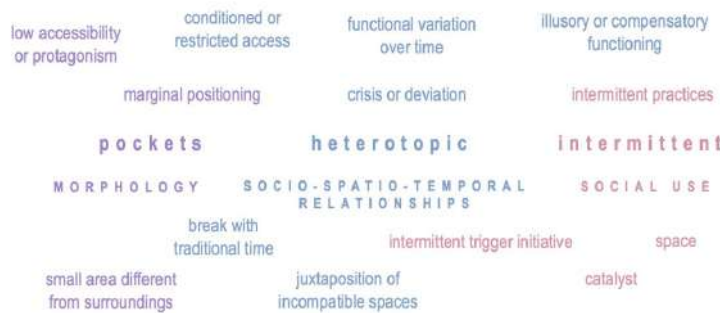 low accessibility
or protagonism
conditioned or
restricted access
functional variation
over time
illusory or compensatory
functioning
marginal positioning
crisis or deviation
intermittent practices
pockets
heterotopic
intermittent
MORPHOLOGY
SOCIO-SPATIO-TEMPORAL
RELATIONSHIPS
SOCIAL USE
break with
traditional time
intermittent trigger initiative
space
small area different
from surroundings
juxtaposition of
incompatible spaces
catalyst